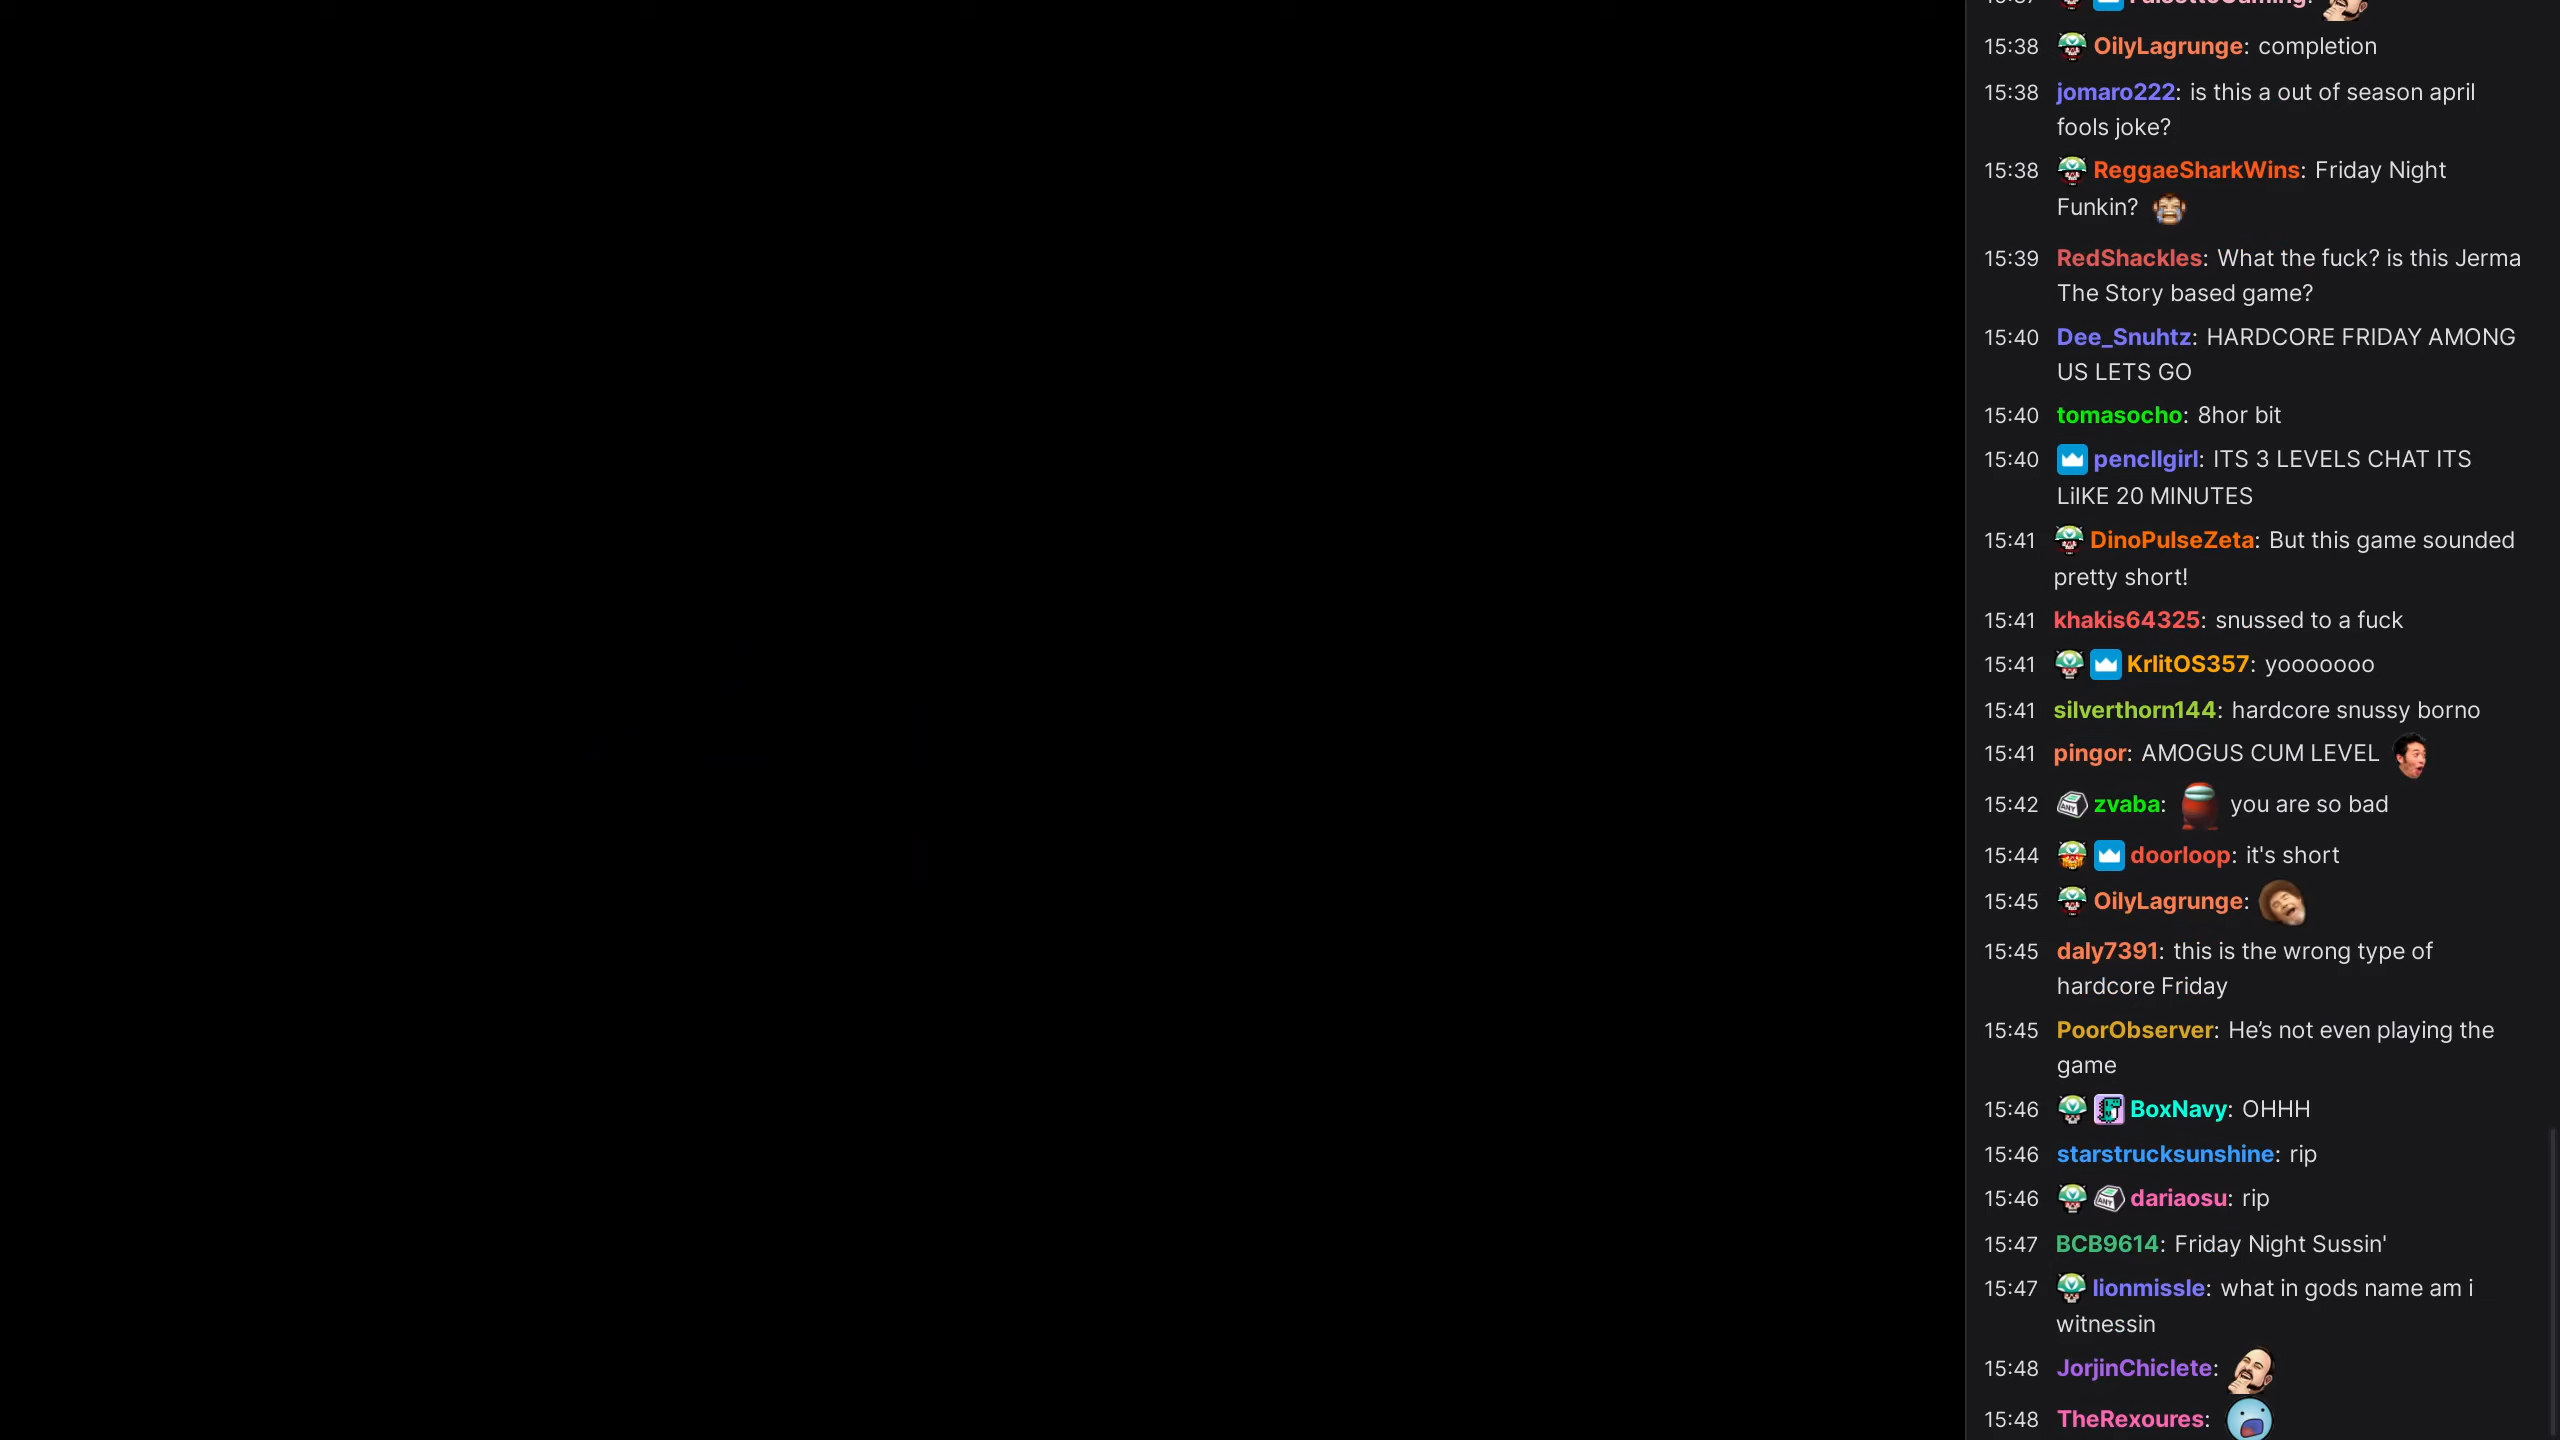 15:38 OilyLagrunge: completion
15:38 jomaro222: is this a out of season april
fools joke?
15:38 ReggaeSharkWins: Friday Night
Funkin?
15:39 RedShackles: What the fuck? is this Jerma
The Story based game?
15:40 Dee_Snuhtz: HARDCORE FRIDAY AMONG
US LETS GO
15:40 tomasocho: 8hor bit
15:40 pencllgirl: ITS 3 LEVELS CHAT ITS
LilKE 20 MINUTES
15:41 DinoPulseZeta: But this game sounded
pretty short!
15:41 khakis64325: snussed to a fuck
15:41 KrlitOS357: yooooooo
15:41 silverthorn144: hardcore snussy borno
15:41 pingor: AMOGUS CUM LEVEL
15:42 zvaba: you are so bad
15:44 doorloop: it's short
15:45 OilyLagrunge:
15:45 daly7391: this is the wrong type of
hardcore Friday
15:45 PoorObserver: He’s not even playing the
game
15:46 BoxNavy: OHHH
15:46 starstrucksunshine: rip
15:46 dariaosu: rip
15:47 BCB9614: Friday Night Sussin'
15:47 lionmissle: what in gods name am i
witnessin
15:48 JorjinChiclete:
15:48 TheRexoures: